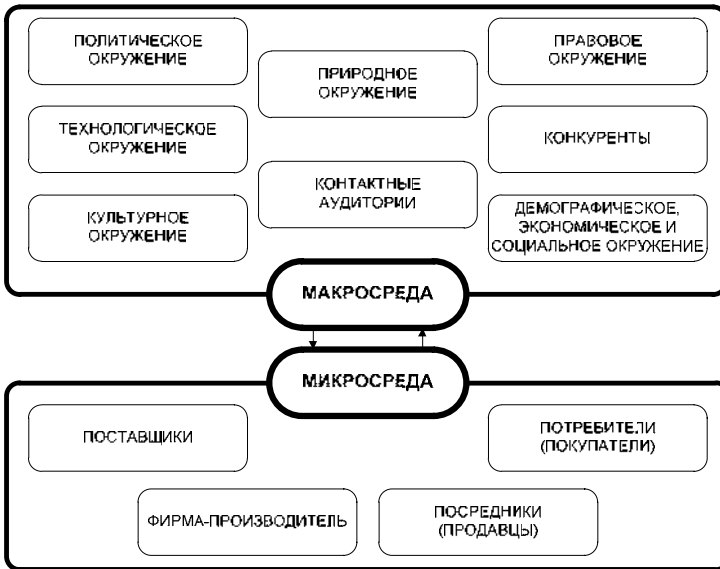 ПОЛИТИЧЕСКОЕ
ОКРУЖЕНИЕ
ПРИРОДНОЕ
ОКРУЖЕНИЕ
ПРАВОВОЕ
ОКРУЖЕНИЕ
ТЕХНОЛОГИЧЕСКОЕ
ОКРУЖЕНИЕ
КОНКУРЕНТЫ
КОНТАКТНЫЕ
АУДИТОРИИ
КУЛЬТУРНОЕ
ОКРУЖЕНИЕ
ДЕМОГРАФИЧЕСКОЕ,
ЭКОНОМИЧЕСКОЕ И
СОЦИАЛЬНОЕ ОКРУЖЕНИЕ
МАКРОСРЕДА
МИКРОСРЕДА
ПОСТАВЩИКИ
ПОТРЕБИТЕЛИ
(ПОКУПАТЕЛИ)
ФИРМА-ПРОИЗВОДИТЕЛЬ
ПОСРЕДНИКИ
(ПРОДАВЦЫ)